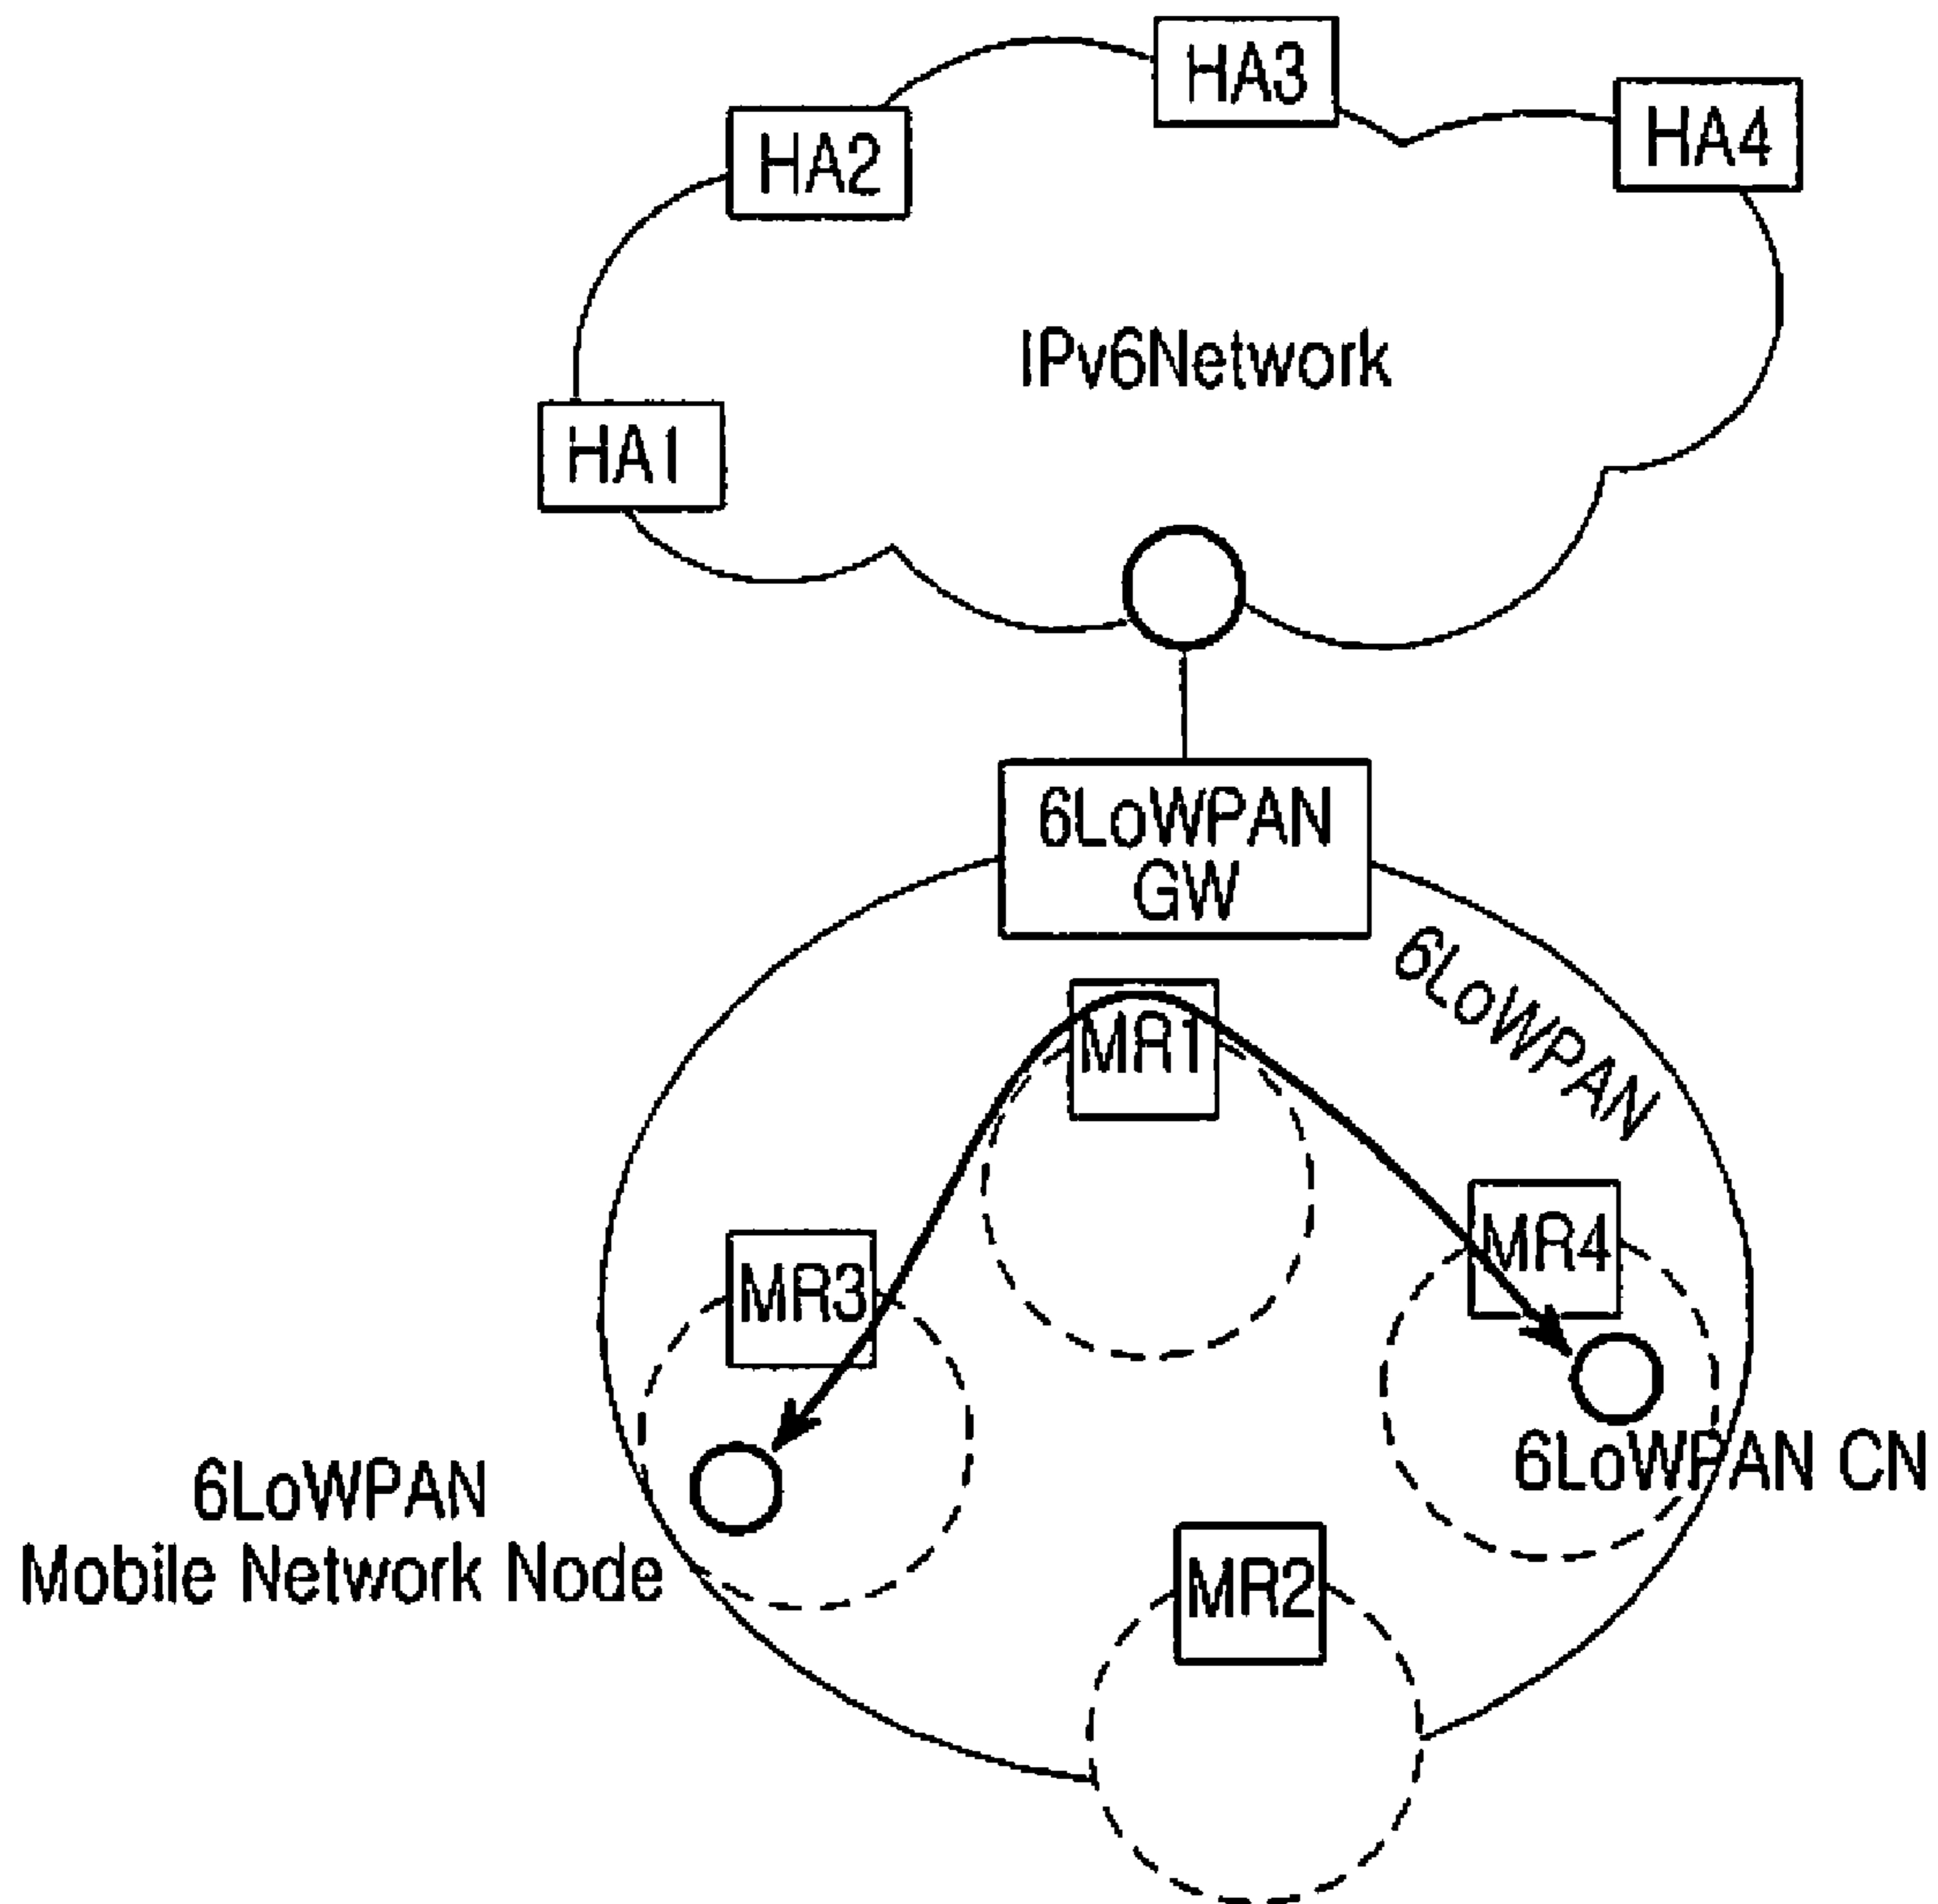 HA3
HA4
HA2
IPv6Network
HA1
6LoWPAN
GW
6LoWPAN
MR1
MR4
MR3
6LoWPAN CN
6LoWPAN
Mobile Network Node
MR2